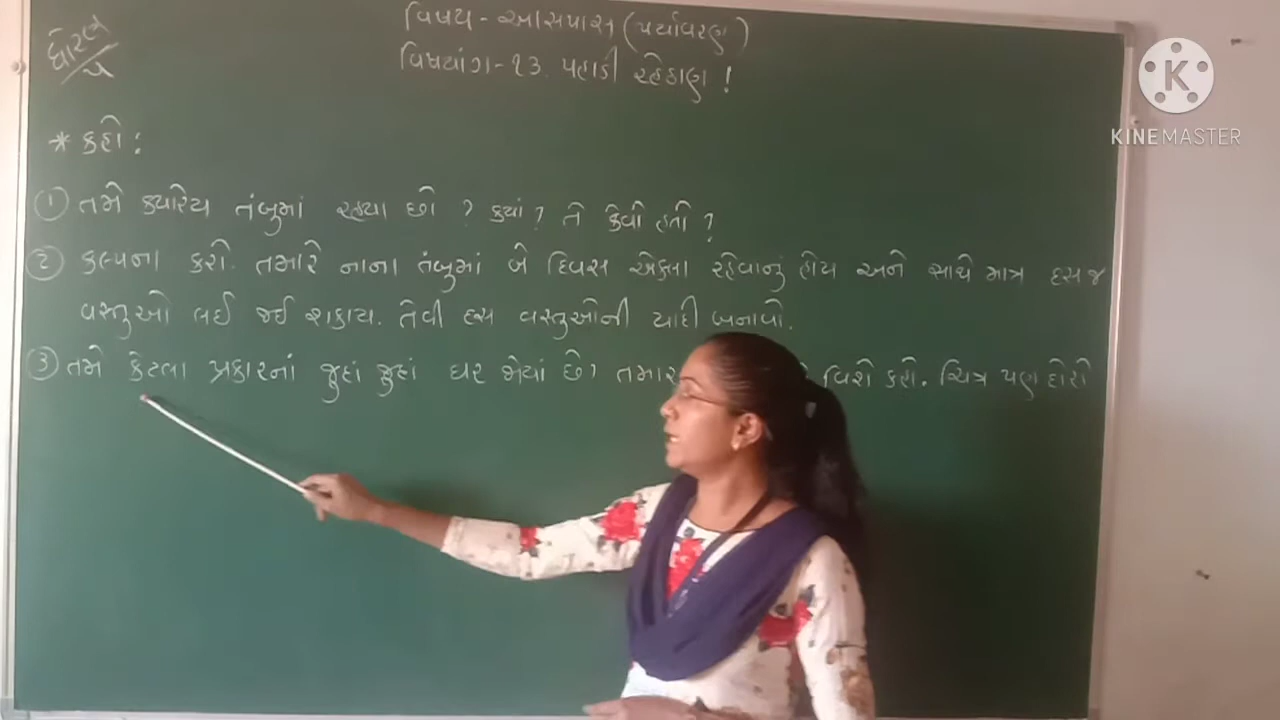 ધોરણ
૫
વિષય - આસપાસ (પર્યાવરણ)
વિષયાંગ - ૧૩. પહાડી રહેઠાણ !
* કહો :
① તમે ક્યારેય તંબુમાં રહ્યા છો ? ક્યાં ? તે કેવી હતી ?
② કલ્પના કરો. તમારે નાના તંબુમાં બે દિવસ એકલા રહેવાનું હોય અને સાથે માત્ર દસ જ
વસ્તુઓ લઈ જઈ શકાય. તેવી દસ વસ્તુઓની યાદી બનાવો.
③ તમે કેટલા પ્રકારનાં જુદાં જુદાં ઘર જોયાં છે? વિશે કહો. ચિત્ર પણ દોરો
KINEMASTER